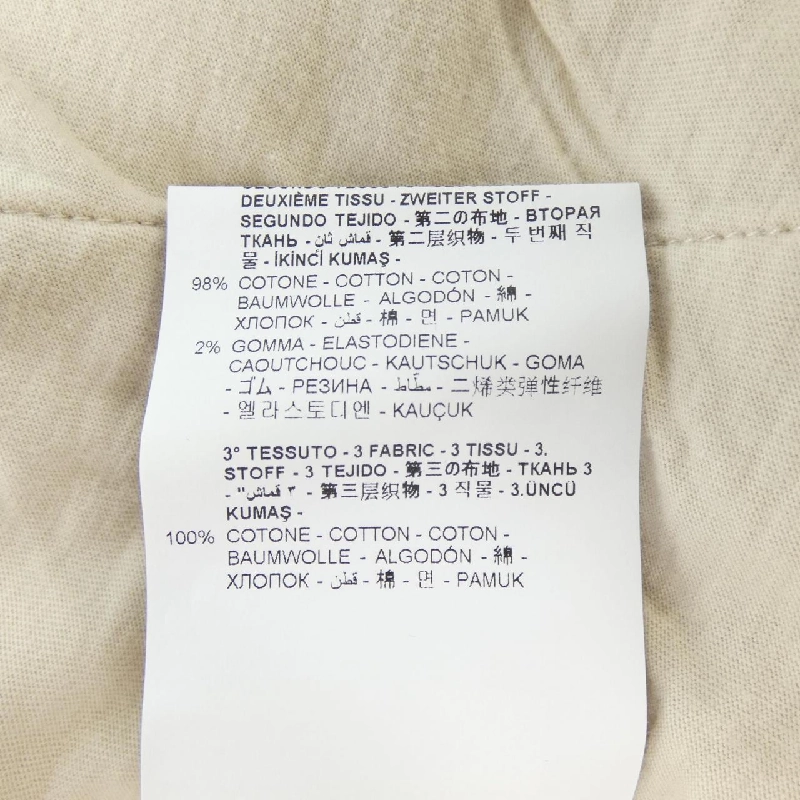 DEUXIÈME TISSU - ZWEITER STOFF -
SEGUNDO TEJIDO - 第二の布地 - ВТОРАЯ
ТКАНЬ - قماش ثان - 第二层织物 - 두 번째 직
물 - İKİNCİ KUMAŞ -
98% COTONE - COTTON - COTON -
BAUMWOLLE - ALGODÓN - 綿 -
ХЛОПОК - قطن - 棉 - 면 - PAMUK
2% GOMMA - ELASTODIENE -
CAOUTCHOUC - KAUTSCHUK - GOMA
- ゴム - РЕЗИНА - مطاط - 二烯类弹性纤维
- 엘라스토디엔 - KAUÇUK
3° TESSUTO - 3 FABRIC - 3 TISSU - 3.
STOFF - 3 TEJIDO - 第三の布地 - ТКАНЬ 3
- "قماش ٣ - 第三层织物 - 3 직물 - 3.ÜNCÜ
KUMAŞ -
100% COTONE - COTTON - COTON -
BAUMWOLLE - ALGODÓN - 綿 -
ХЛОПОК - قطن - 棉 - 면 - PAMUK